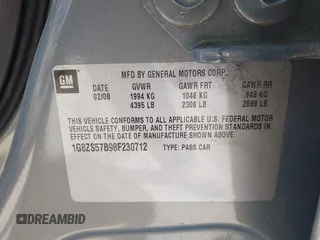 GM
MFD BY GENERAL MOTORS CORP
DATE GVWR GAWR FRT GAWR RR
02/08 1994 KG 1048 KG 948 KG
4395 LB 2306 LB 2089 LB
THIS VEHICLE CONFORMS TO ALL APPLICABLE U.S. FEDERAL MOTOR
VEHICLE SAFETY, BUMPER, AND THEFT PREVENTION STANDARDS IN
EFFECT ON THE DATE OF MANUFACTURE SHOWN ABOVE.
1G8ZS57B98F230712 TYPE: PASS CAR
DREAMBID